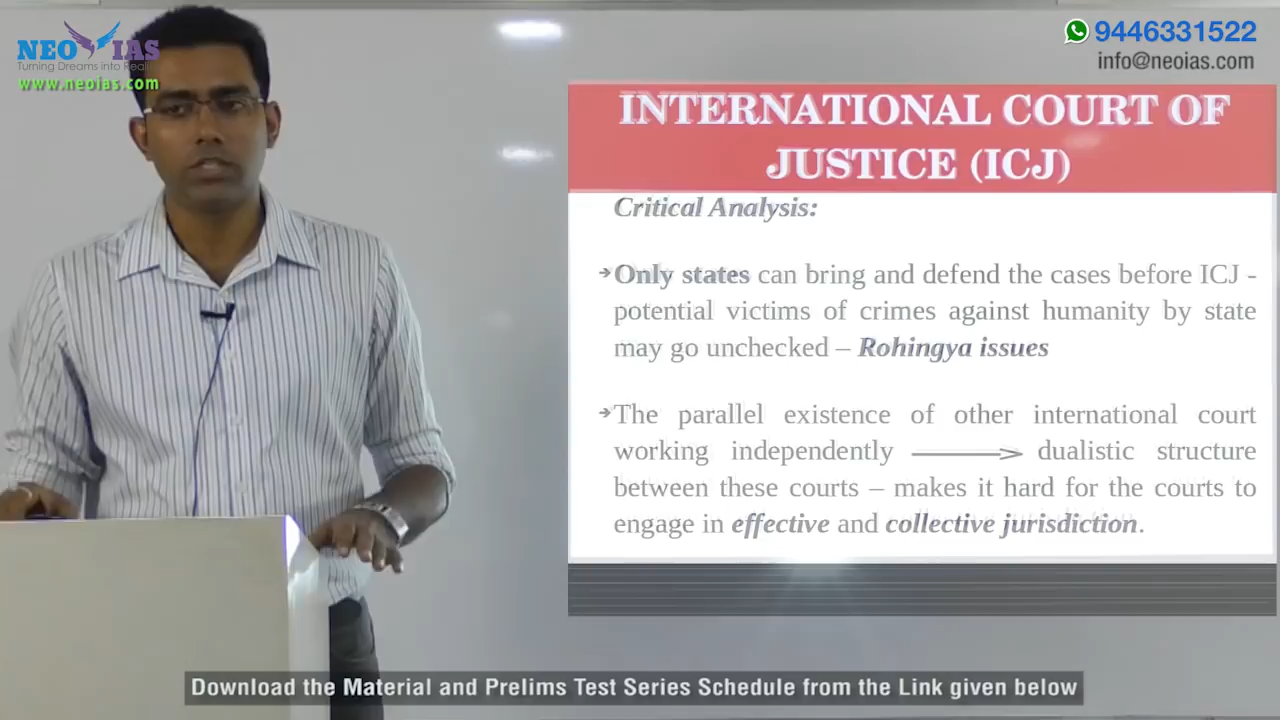 NEO IAS
Turning Dreams into Reali
www.neoias.com
9446331522
info@neoias.com
INTERNATIONAL COURT OF
JUSTICE (ICJ)
Critical Analysis:
➔Only states can bring and defend the cases before ICJ -
potential victims of crimes against humanity by state
may go unchecked – Rohingya issues
➔The parallel existence of other international court
working independently ⟶ dualistic structure
between these courts – makes it hard for the courts to
engage in effective and collective jurisdiction.
Download the Material and Prelims Test Series Schedule from the Link given below